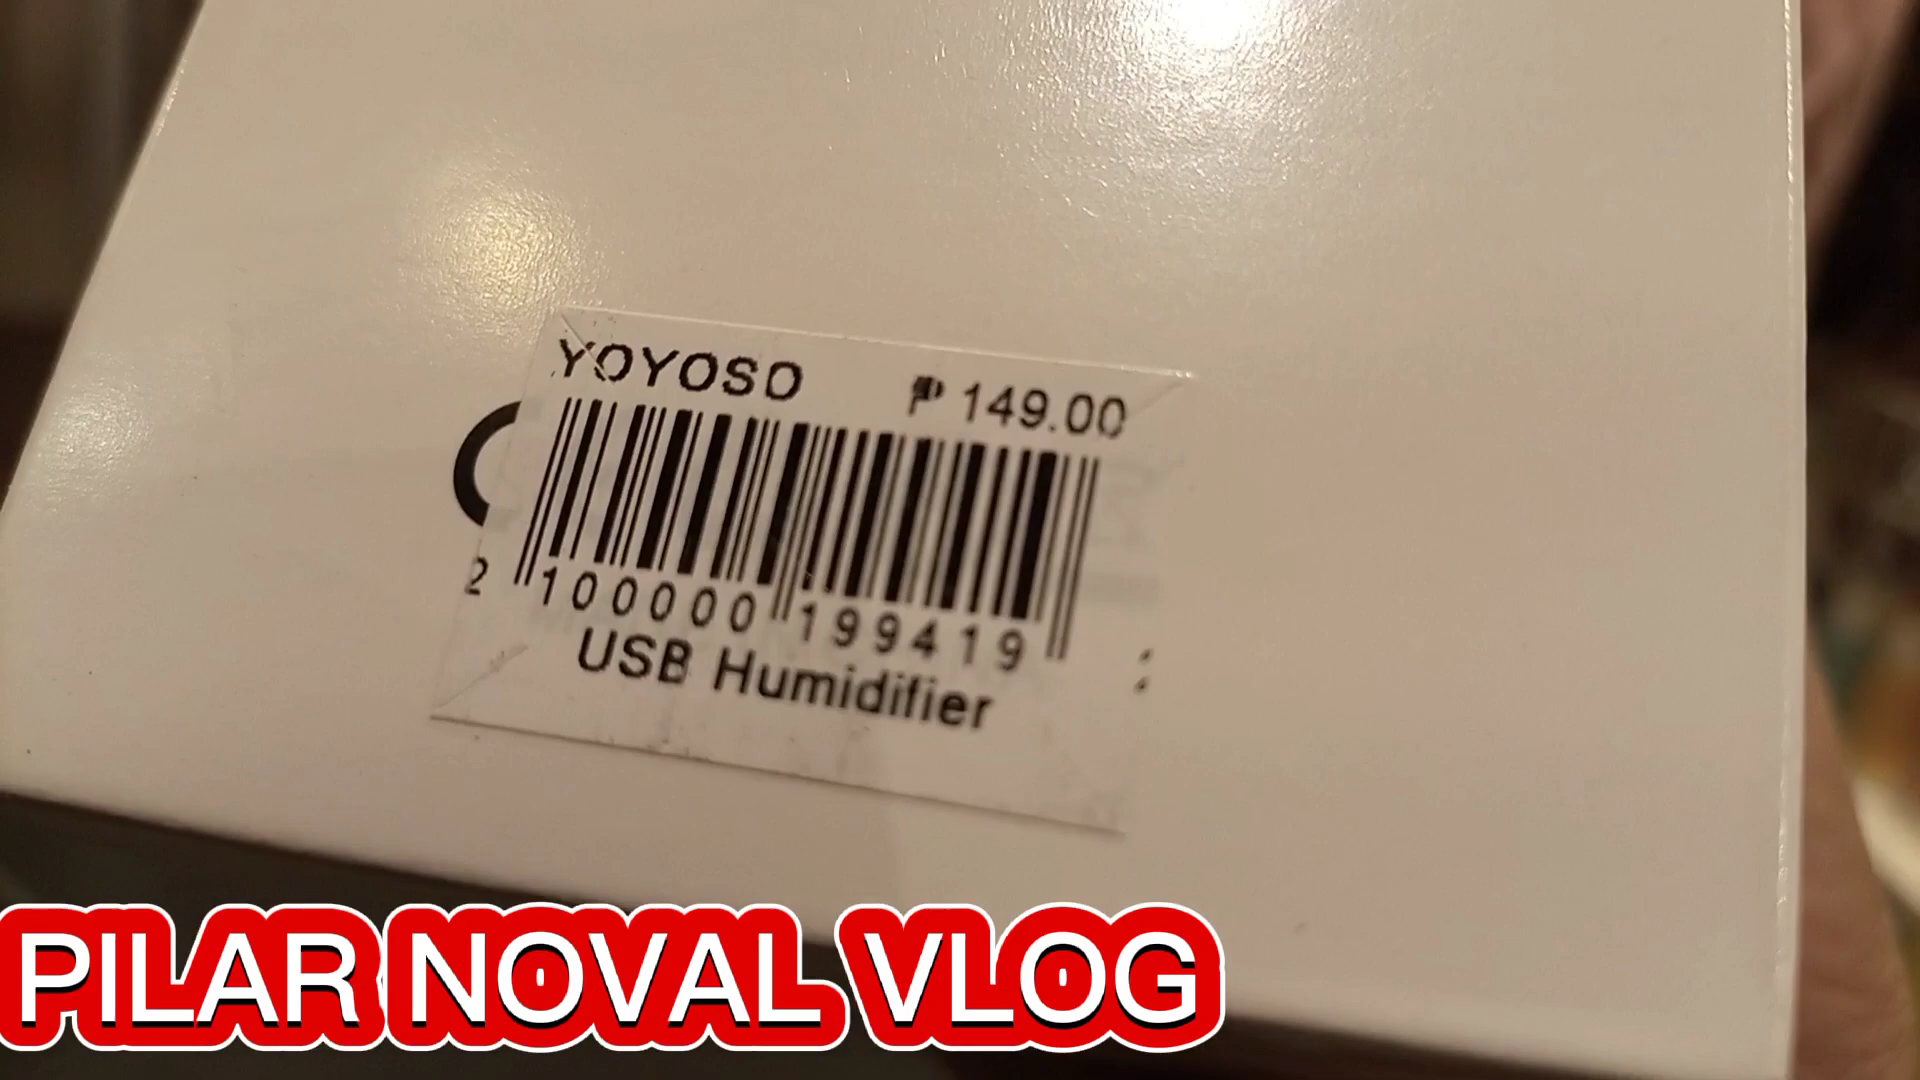 YOYOSO ₱ 149.00
2 100000 199419
USB Humidifier
PILAR NOVAL VLOG